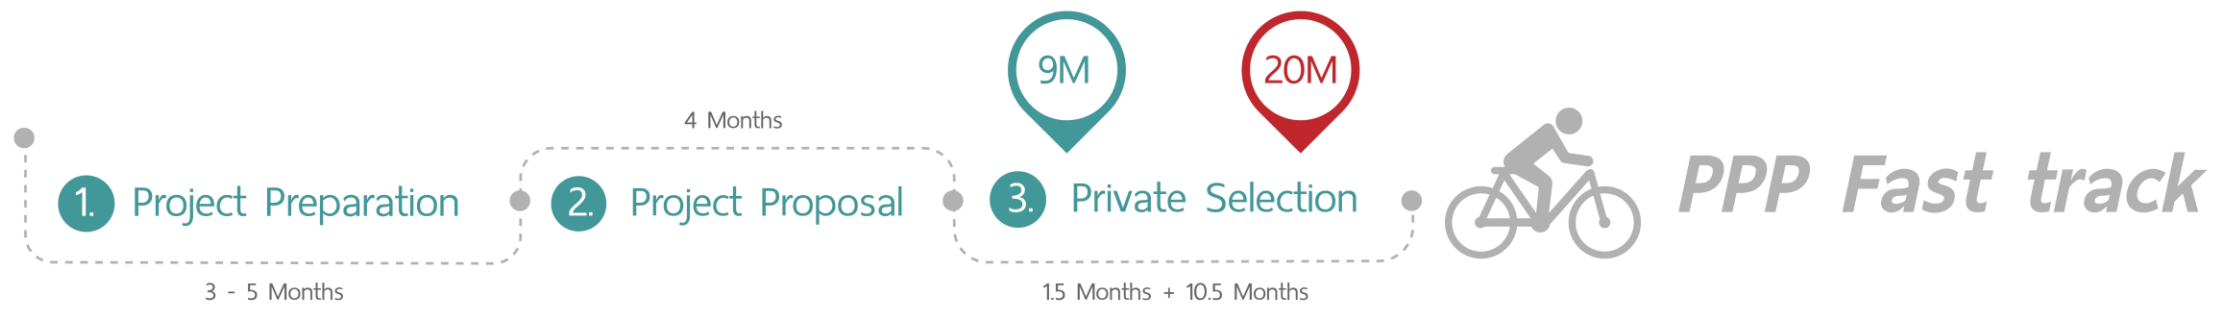 9M
20M
4 Months
1. Project Preparation
2. Project Proposal
3. Private Selection
PPP Fast track
3 - 5 Months
1.5 Months + 10.5 Months